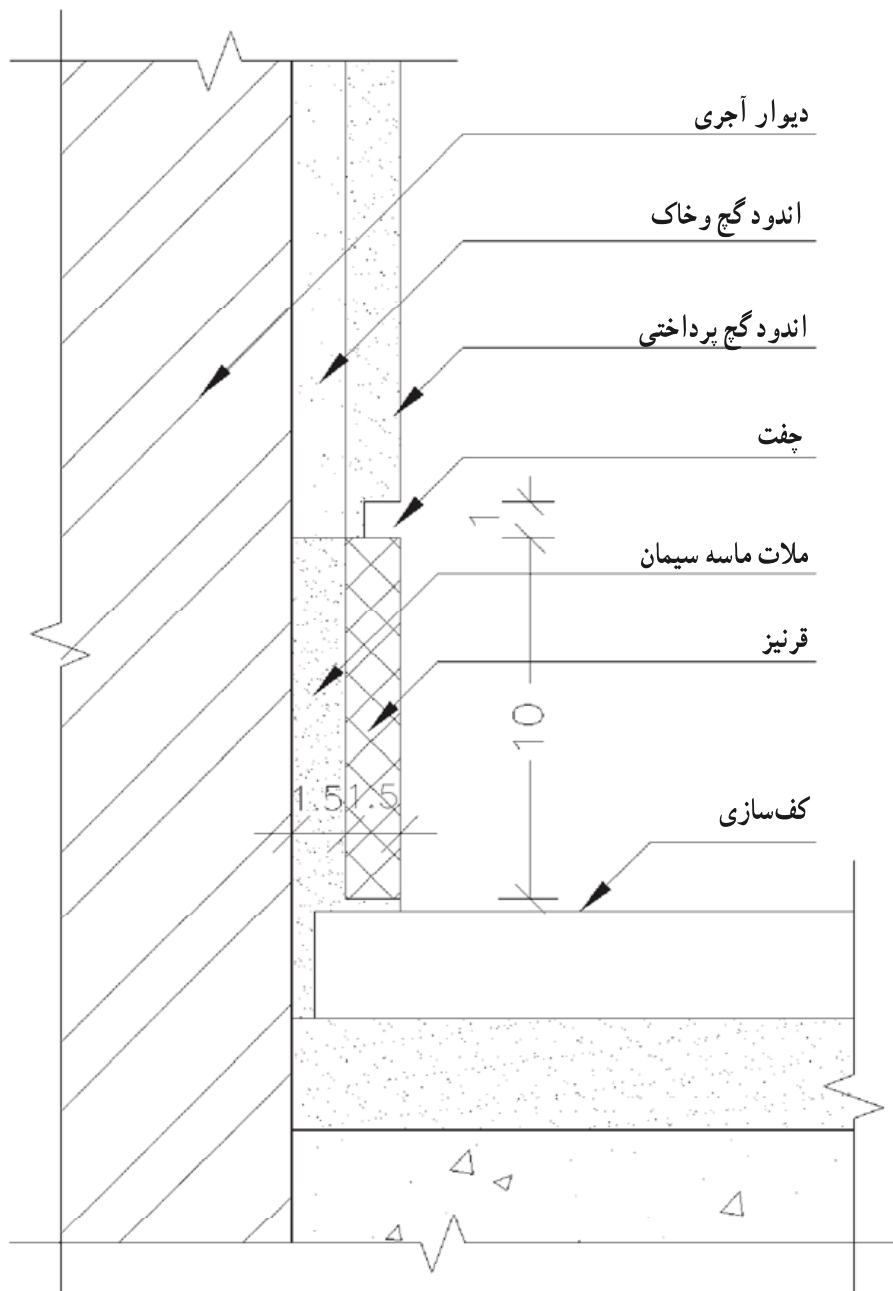 دیوار آجری
اندود گچ و خاک
اندود گچ پرداختی
چفت
1
ملات ماسه سیمان
قرنیز
10
1.5 1.5
کف‌سازی